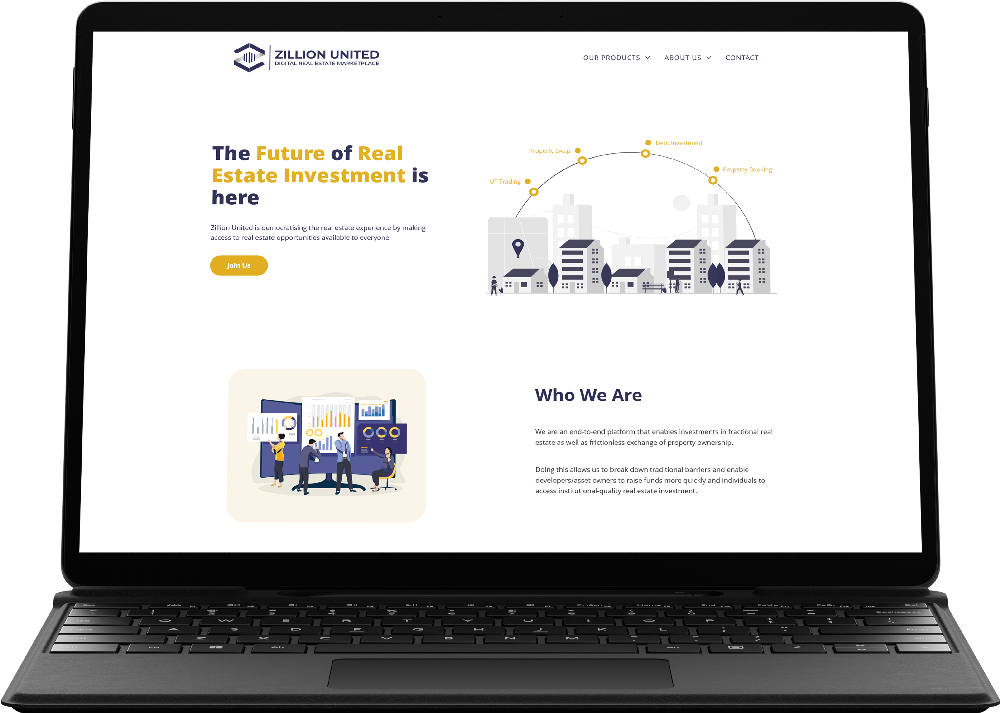 ZILLION UNITED
DIGITAL REAL ESTATE MARKETPLACE
OUR PRODUCTS
ABOUT US
CONTACT
The Future of Real
Estate Investment is
here
Zillion United is democratising the real estate experience by making
access to real estate opportunities available to everyone
Join Us
Property Swap
Debt Investment
UT Trading
Property Booking
Who We Are
We are an end-to-end platform that enables investments in fractional real
estate as well as frictionless exchange of property ownership.
Doing this allows us to break down traditional barriers and enable
developers/asset owners to raise funds more quickly and individuals to
access institutional-quality real estate investment.